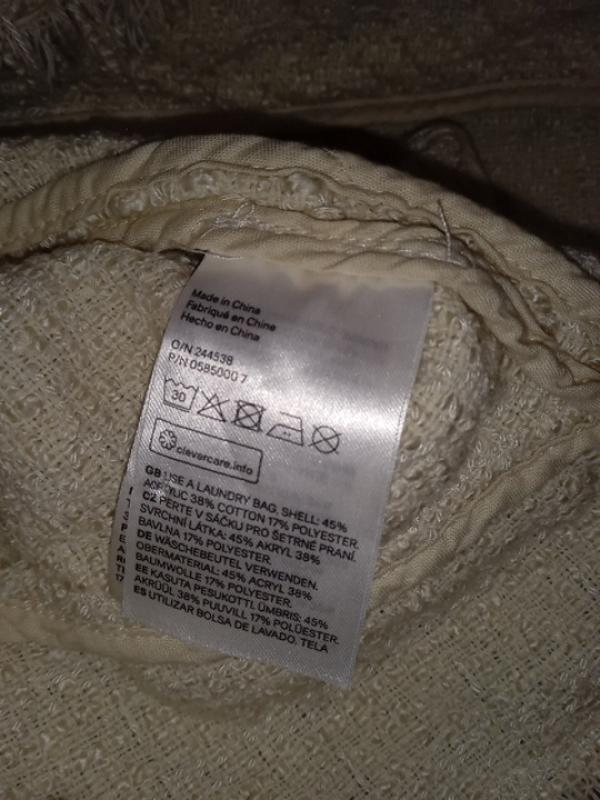 Made in China
Fabriqué en Chine
Hecho en China
O/N 244538
P/N 0585000 7
30
clevercare.info
GB USE A LAUNDRY BAG. SHELL: 45%
ACRYLIC 38% COTTON 17% POLYESTER.
CZ PERTE V SÁČKU PRO ŠETRNÉ PRANÍ.
SVRCHNÍ LÁTKA: 45% AKRYL 38%
BAVLNA 17% POLYESTER.
DE WÄSCHEBEUTEL VERWENDEN.
OBERMATERIAL: 45% ACRYL 38%
BAUMWOLLE 17% POLYESTER.
EE KASUTA PESUKOTTI. ÜMBRIS: 45%
AKRÜÜL 38% PUUVILL 17% POLÜESTER.
ES UTILIZAR BOLSA DE LAVADO. TELA